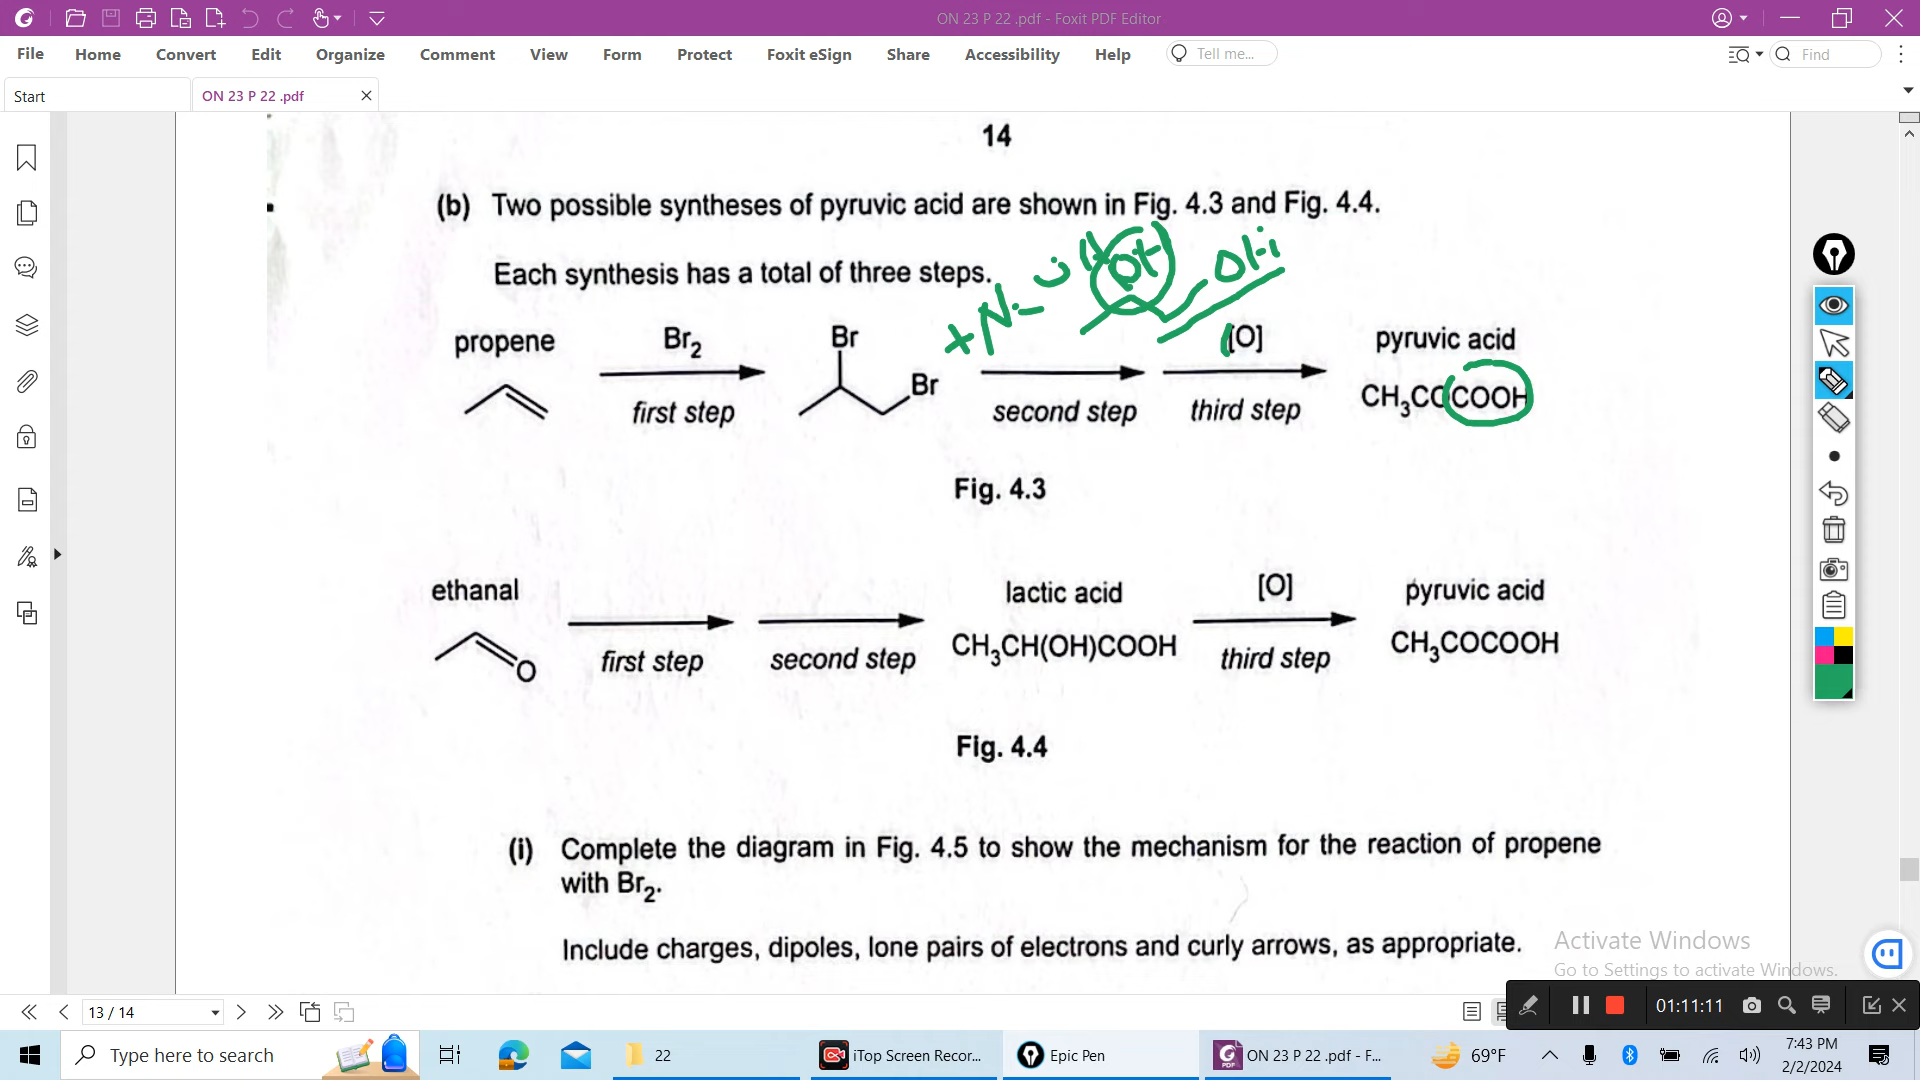 ON 23 P 22 .pdf - Foxit PDF Editor
File Home Convert Edit Organize Comment View Form Protect Foxit eSign Share Accessibility Help Tell me... Find
Start ON 23 P 22 .pdf
14
(b) Two possible syntheses of pyruvic acid are shown in Fig. 4.3 and Fig. 4.4.
Each synthesis has a total of three steps.
OH OH
propene Br2 Br [O] pyruvic acid
Br
CH3COCOOH
first step second step third step
Fig. 4.3
ethanal lactic acid [O] pyruvic acid
CH3CH(OH)COOH CH3COCOOH
O
first step second step third step
Fig. 4.4
(i) Complete the diagram in Fig. 4.5 to show the mechanism for the reaction of propene
with Br2.
Include charges, dipoles, lone pairs of electrons and curly arrows, as appropriate.
Activate Windows
Go to Settings to activate Windows.
13 / 14
01:11:11
Type here to search 22 iTop Screen Recor... Epic Pen ON 23 P 22 .pdf - F... 69°F 7:43 PM
2/2/2024